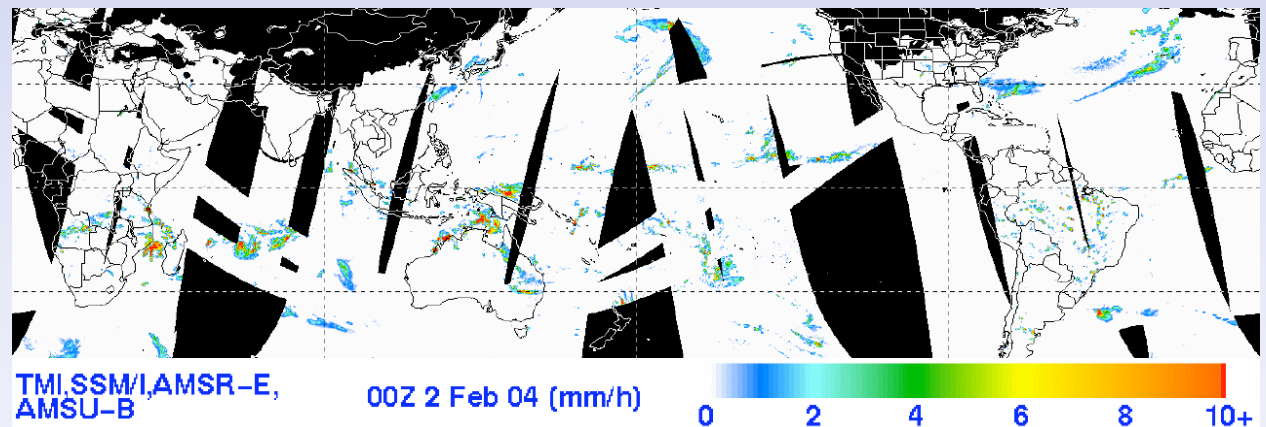 TMI,SSM/I,AMSR-E,
AMSU-B
00Z 2 Feb 04 (mm/h)
0 2 4 6 8 10+